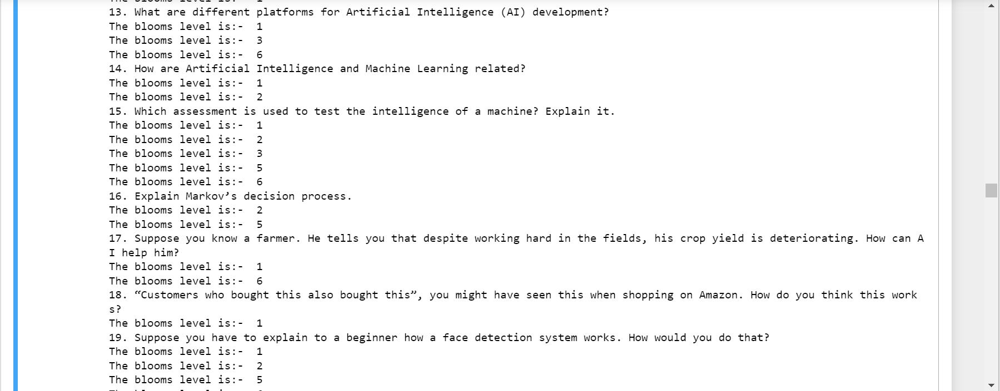 13. What are different platforms for Artificial Intelligence (AI) development?
The blooms level is:-  1
The blooms level is:-  3
The blooms level is:-  6
14. How are Artificial Intelligence and Machine Learning related?
The blooms level is:-  1
The blooms level is:-  2
15. Which assessment is used to test the intelligence of a machine? Explain it.
The blooms level is:-  1
The blooms level is:-  2
The blooms level is:-  3
The blooms level is:-  5
The blooms level is:-  6
16. Explain Markov’s decision process.
The blooms level is:-  2
The blooms level is:-  5
17. Suppose you know a farmer. He tells you that despite working hard in the fields, his crop yield is deteriorating. How can A
I help him?
The blooms level is:-  1
The blooms level is:-  6
18. “Customers who bought this also bought this”, you might have seen this when shopping on Amazon. How do you think this work
s?
The blooms level is:-  1
19. Suppose you have to explain to a beginner how a face detection system works. How would you do that?
The blooms level is:-  1
The blooms level is:-  2
The blooms level is:-  5